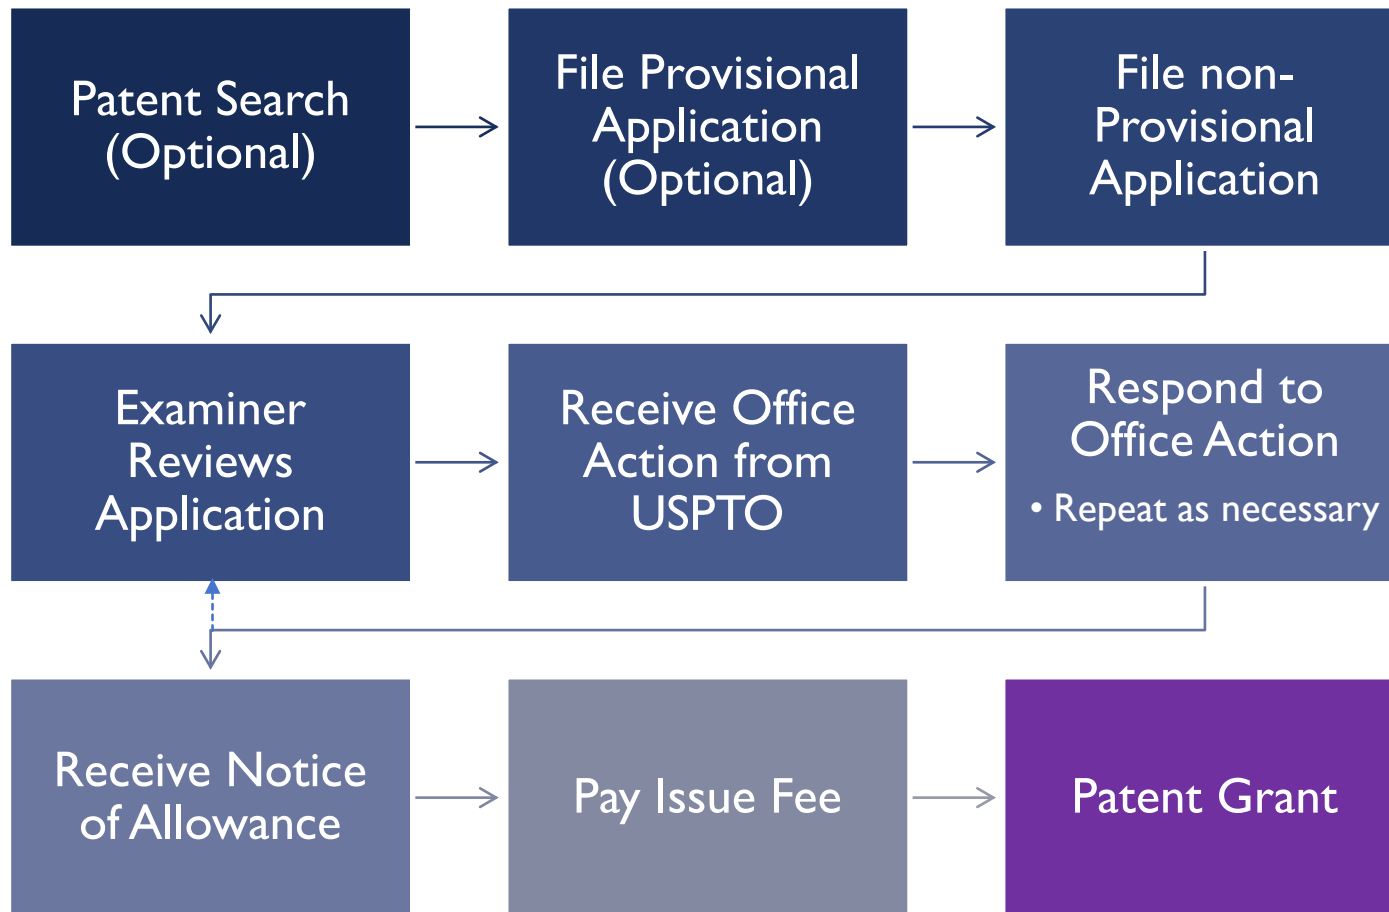 Patent Search
(Optional)
File Provisional
Application
(Optional)
File non-
Provisional
Application
Examiner
Reviews
Application
Receive Office
Action from
USPTO
Respond to
Office Action
• Repeat as necessary
Receive Notice
of Allowance
Pay Issue Fee
Patent Grant